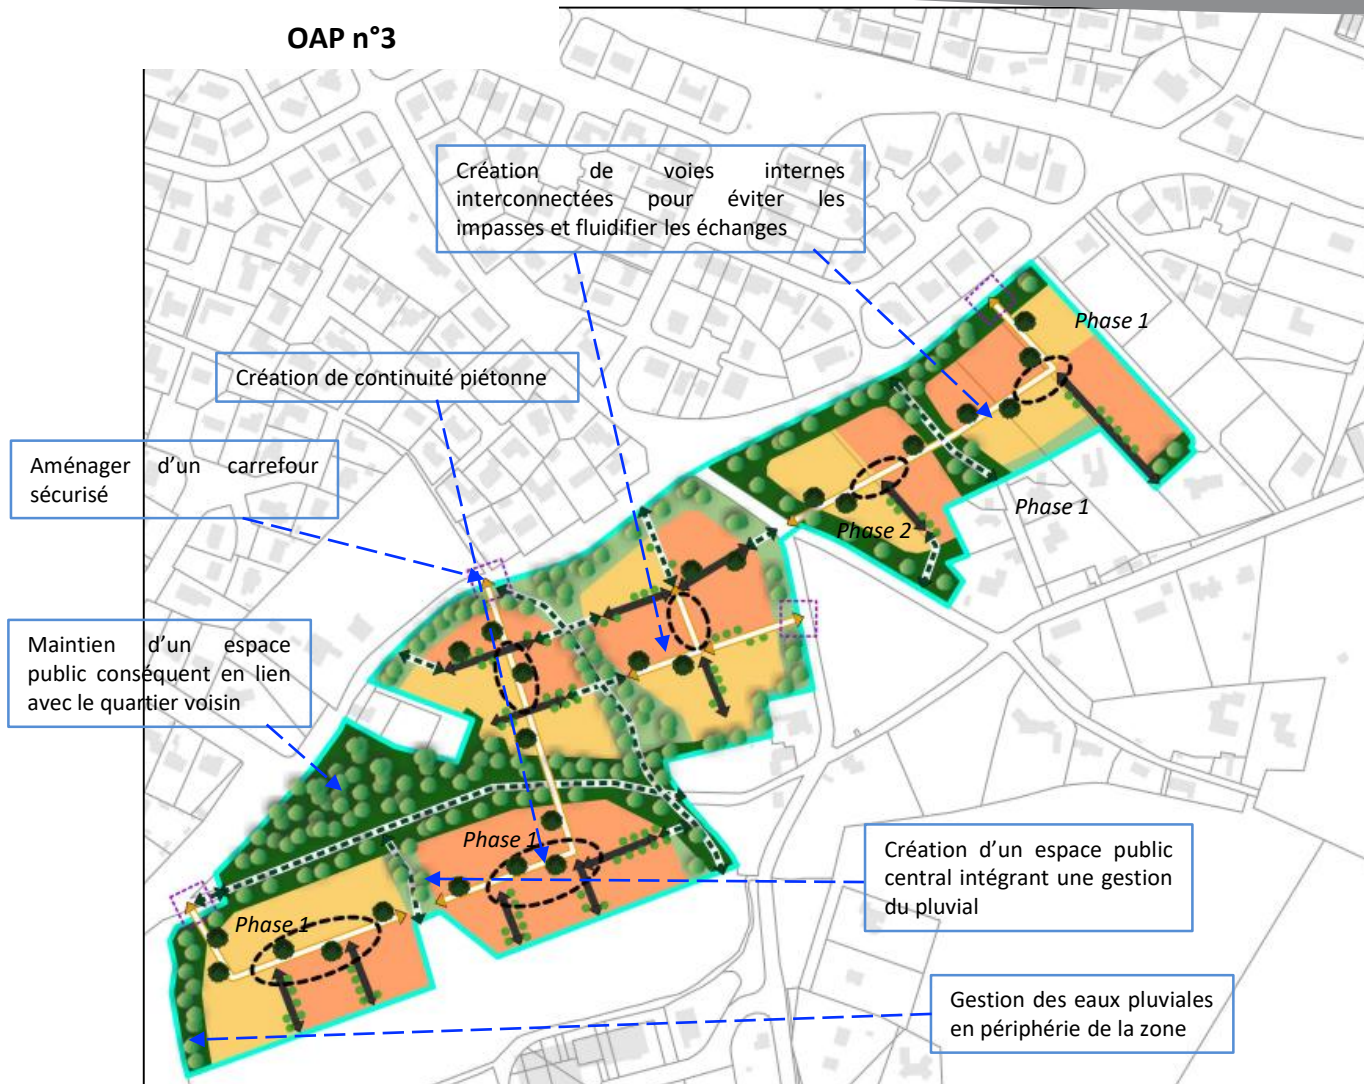 OAP n°3
Création de voies internes
interconnectées pour éviter les
impasses et fluidifier les échanges
Phase 1
Création de continuité piétonne
Aménager d'un carrefour
sécurisé
Phase 1
Phase 2
Maintien d'un espace
public conséquent en lien
avec le quartier voisin
Phase 1
Création d'un espace public
central intégrant une gestion
du pluvial
Phase 1
Gestion des eaux pluviales
en périphérie de la zone